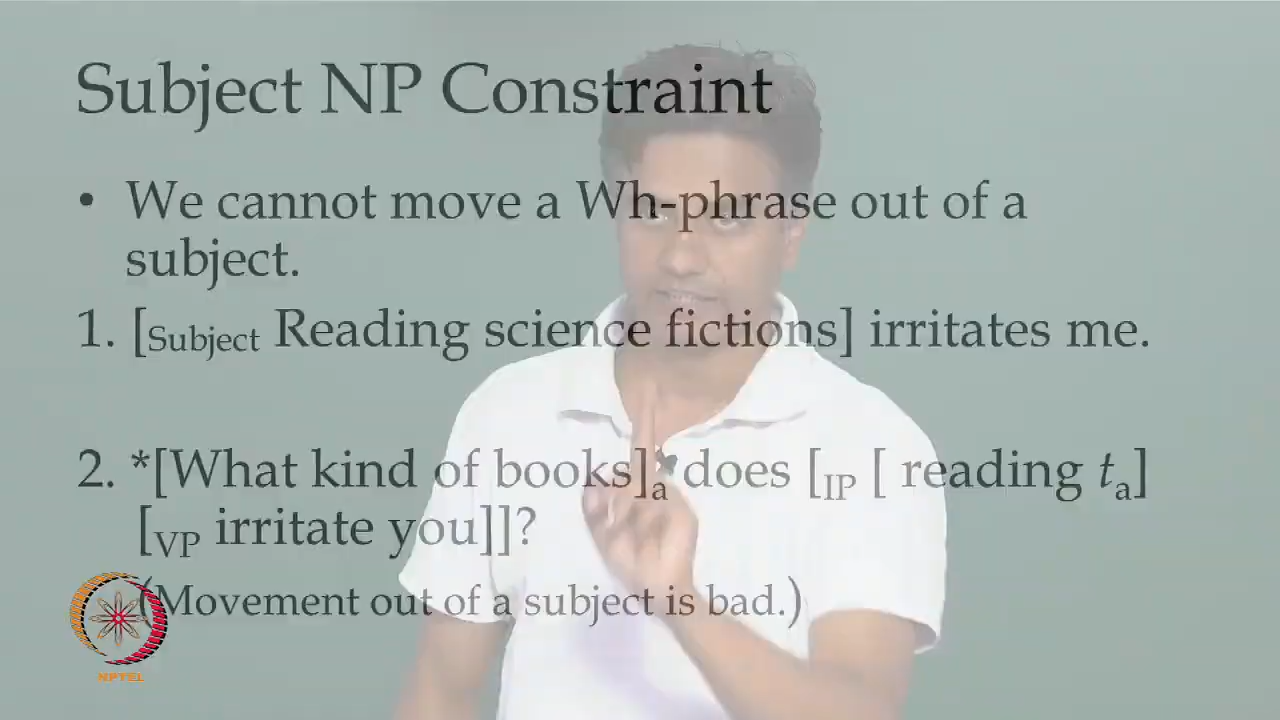 Subject NP Constraint
• We cannot move a Wh-phrase out of a
subject.
1. [Subject Reading science fictions] irritates me.
2. *[What kind of books]a does [IP [ reading ta]
[VP irritate you]]?
(Movement out of a subject is bad.)
NPTEL